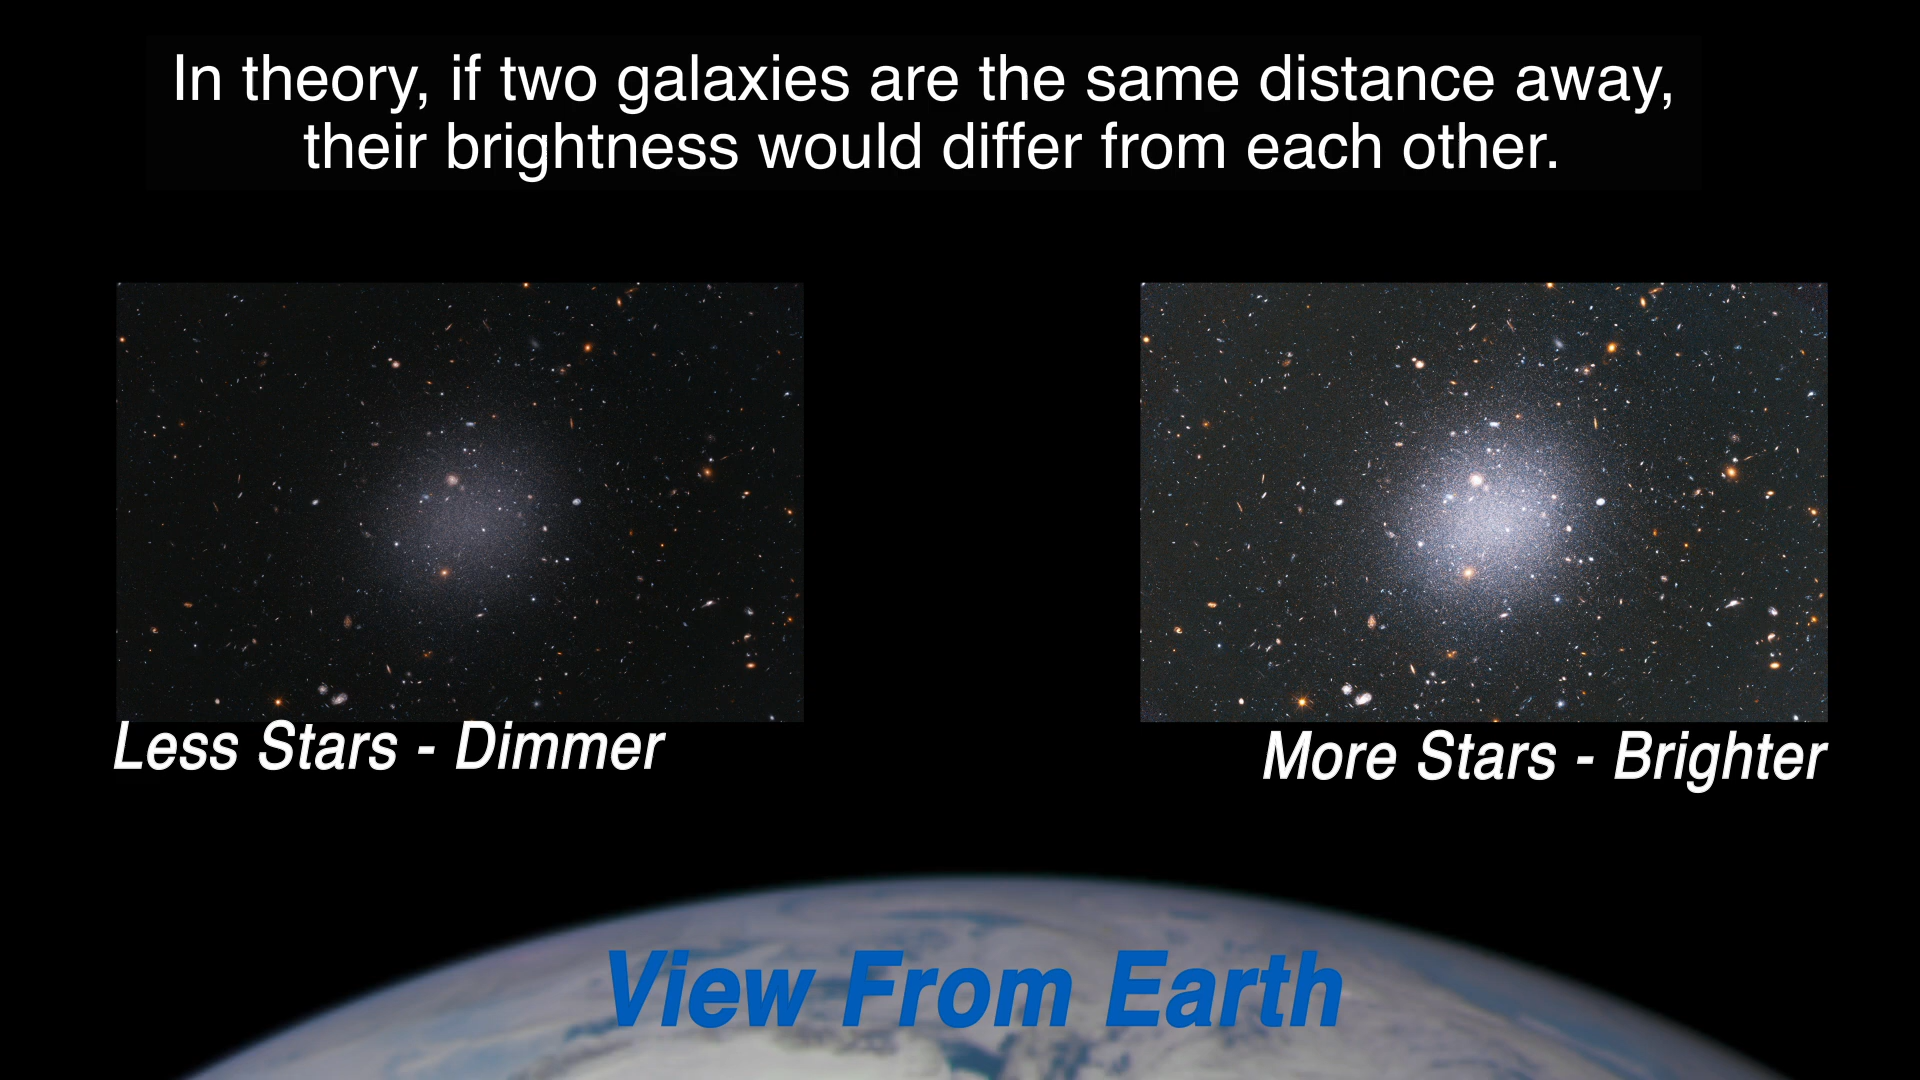 In theory, if two galaxies are the same distance away,
their brightness would differ from each other.
Less Stars - Dimmer
More Stars - Brighter
View From Earth